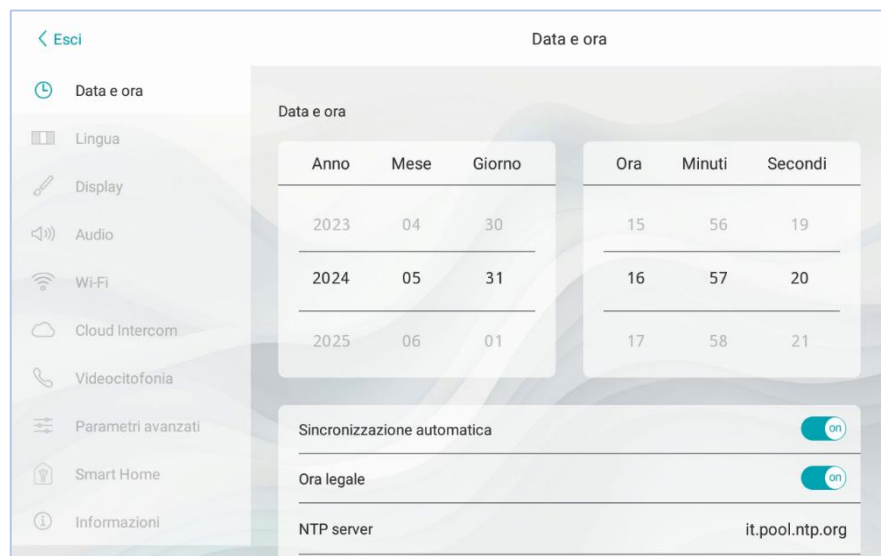 Esci
Data e ora
Data e ora
Lingua
Display
Audio
Wi-Fi
Cloud Intercom
Videocitofonia
Parametri avanzati
Smart Home
Informazioni
Data e ora
Anno Mese Giorno
2023 04 30
2024 05 31
2025 06 01
Ora Minuti Secondi
15 56 19
16 57 20
17 58 21
Sincronizzazione automatica on
Ora legale on
NTP server it.pool.ntp.org